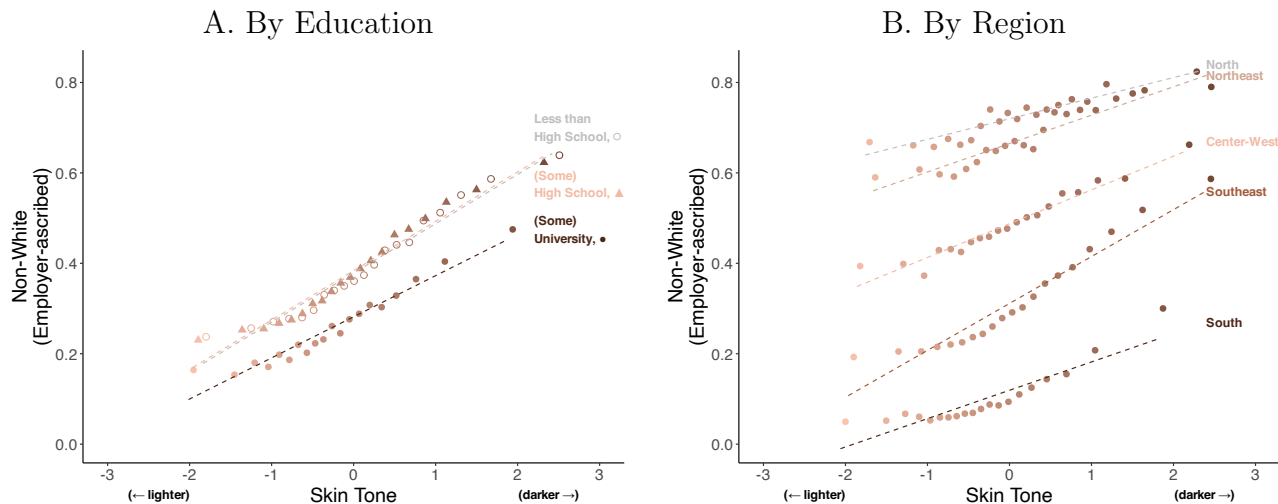 A. By Education
B. By Region
Non-White
(Employer-ascribed)
0.8
0.6
0.4
0.2
0.0
Less than
High School,
(Some)
High School,
(Some)
University,
-3
-2
-1
0
1
2
3
(← lighter)
Skin Tone
(darker →)
Non-White
(Employer-ascribed)
0.8
0.6
0.4
0.2
0.0
North
Northeast
Center-West
Southeast
South
-3
-2
-1
0
1
2
3
(← lighter)
Skin Tone
(darker →)